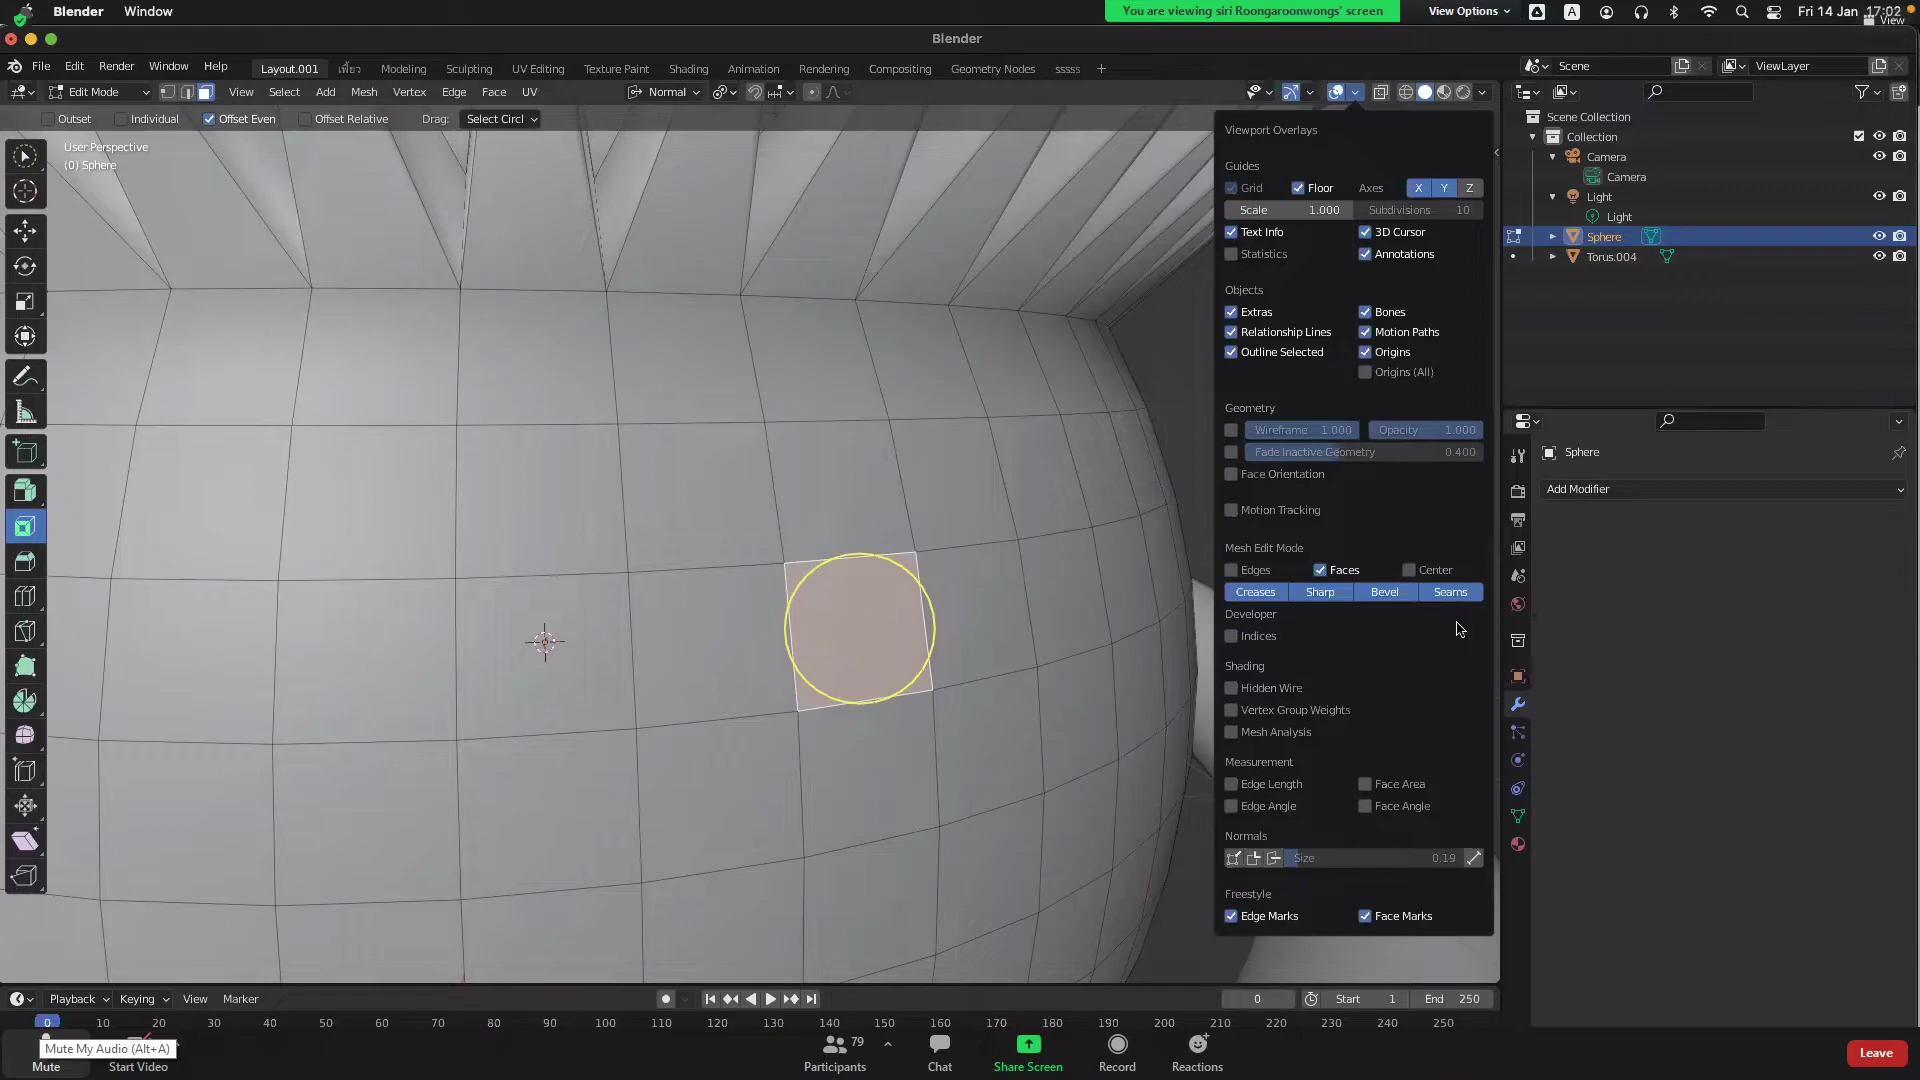 Blender Window
You are viewing siri Roongaroonwongs' screen
View Options
A
Fri 14 Jan 17:02
View
Blender
File Edit Render Window Help
Layout.001
เพี้ยว
Modeling Sculpting UV Editing Texture Paint Shading Animation Rendering Compositing Geometry Nodes sssss +
Scene
ViewLayer
Edit Mode
View Select Add Mesh Vertex Edge Face UV
Normal
Outset Individual Offset Even Offset Relative Drag: Select Circl
User Perspective
(0) Sphere
Viewport Overlays
Guides
Grid Floor Axes X Y Z
Scale 1.000 Subdivisions 10
Text Info 3D Cursor
Statistics Annotations
Objects
Extras Bones
Relationship Lines Motion Paths
Outline Selected Origins
Origins (All)
Geometry
Wireframe 1.000 Opacity 1.000
Fade Inactive Geometry 0.400
Face Orientation
Motion Tracking
Mesh Edit Mode
Edges Faces Center
Creases Sharp Bevel Seams
Developer
Indices
Shading
Hidden Wire
Vertex Group Weights
Mesh Analysis
Measurement
Edge Length Face Area
Edge Angle Face Angle
Normals
Size 0.19
Freestyle
Edge Marks Face Marks
Scene Collection
Collection
Camera
Camera
Light
Light
Sphere
Torus.004
Sphere
Add Modifier
Playback Keying View Marker
0 Start 1 End 250
0 10 20 30 40 50 60 70 80 90 100 110 120 130 140 150 160 170 180 190 200 210 220 230 240 250
Mute My Audio (Alt+A)
Mute
Start Video
79
Participants
Chat
Share Screen
Record
Reactions
Leave